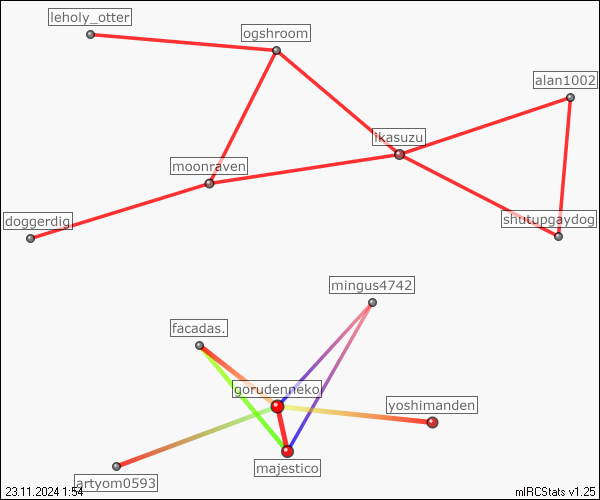 leholy_otter
ogshroom
alan1002
ikasuzu
moonraven
doggerdig
shutupgaydog
mingus4742
facadas.
gorudenneko
yoshimanden
majestico
artyom0593
23.11.2024 1:54
mIRCStats v1.25